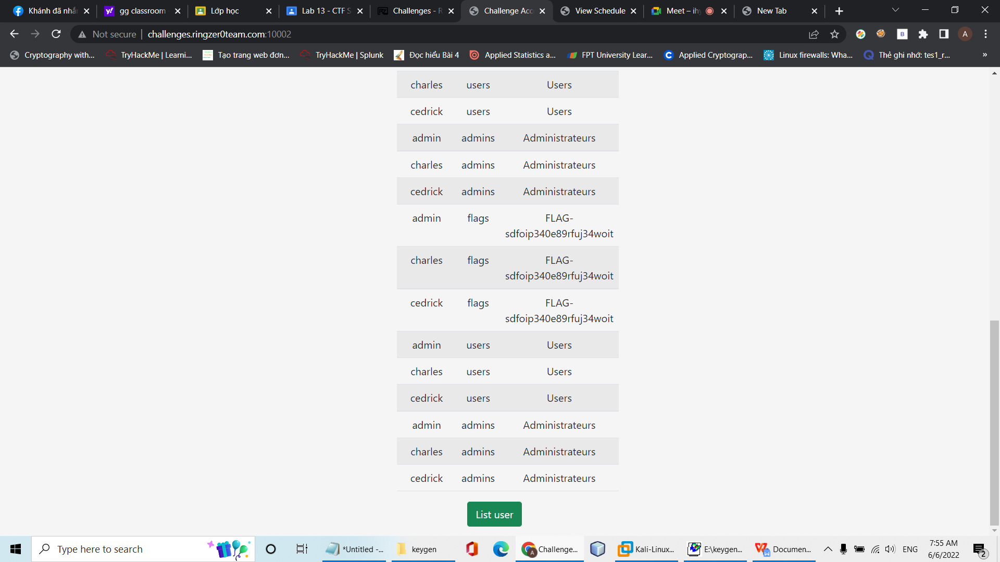 Khánh đã nhắn
gg classroom
Lớp học
Lab 13 - CTF S
Challenges - R
Challenge Acc
View Schedule
Meet – ihy
New Tab
Not secure
challenges.ringzer0team.com:10002
B
A
Cryptography with...
TryHackMe | Learni...
Tạo trang web đơn...
TryHackMe | Splunk
Đọc hiểu Bài 4
Applied Statistics a...
FPT University Lear...
Applied Cryptograp...
Linux firewalls: Wha...
Thẻ ghi nhớ: tes1_r...
»
charles users Users
cedrick users Users
admin admins Administrateurs
charles admins Administrateurs
cedrick admins Administrateurs
admin flags FLAG-
sdfoip340e89rfuj34woit
charles flags FLAG-
sdfoip340e89rfuj34woit
cedrick flags FLAG-
sdfoip340e89rfuj34woit
admin users Users
charles users Users
cedrick users Users
admin admins Administrateurs
charles admins Administrateurs
cedrick admins Administrateurs
List user
Type here to search
*Untitled -...
keygen
Challenge...
Kali-Linux...
E:\keygen...
Documen...
ENG
7:55 AM
6/6/2022
2